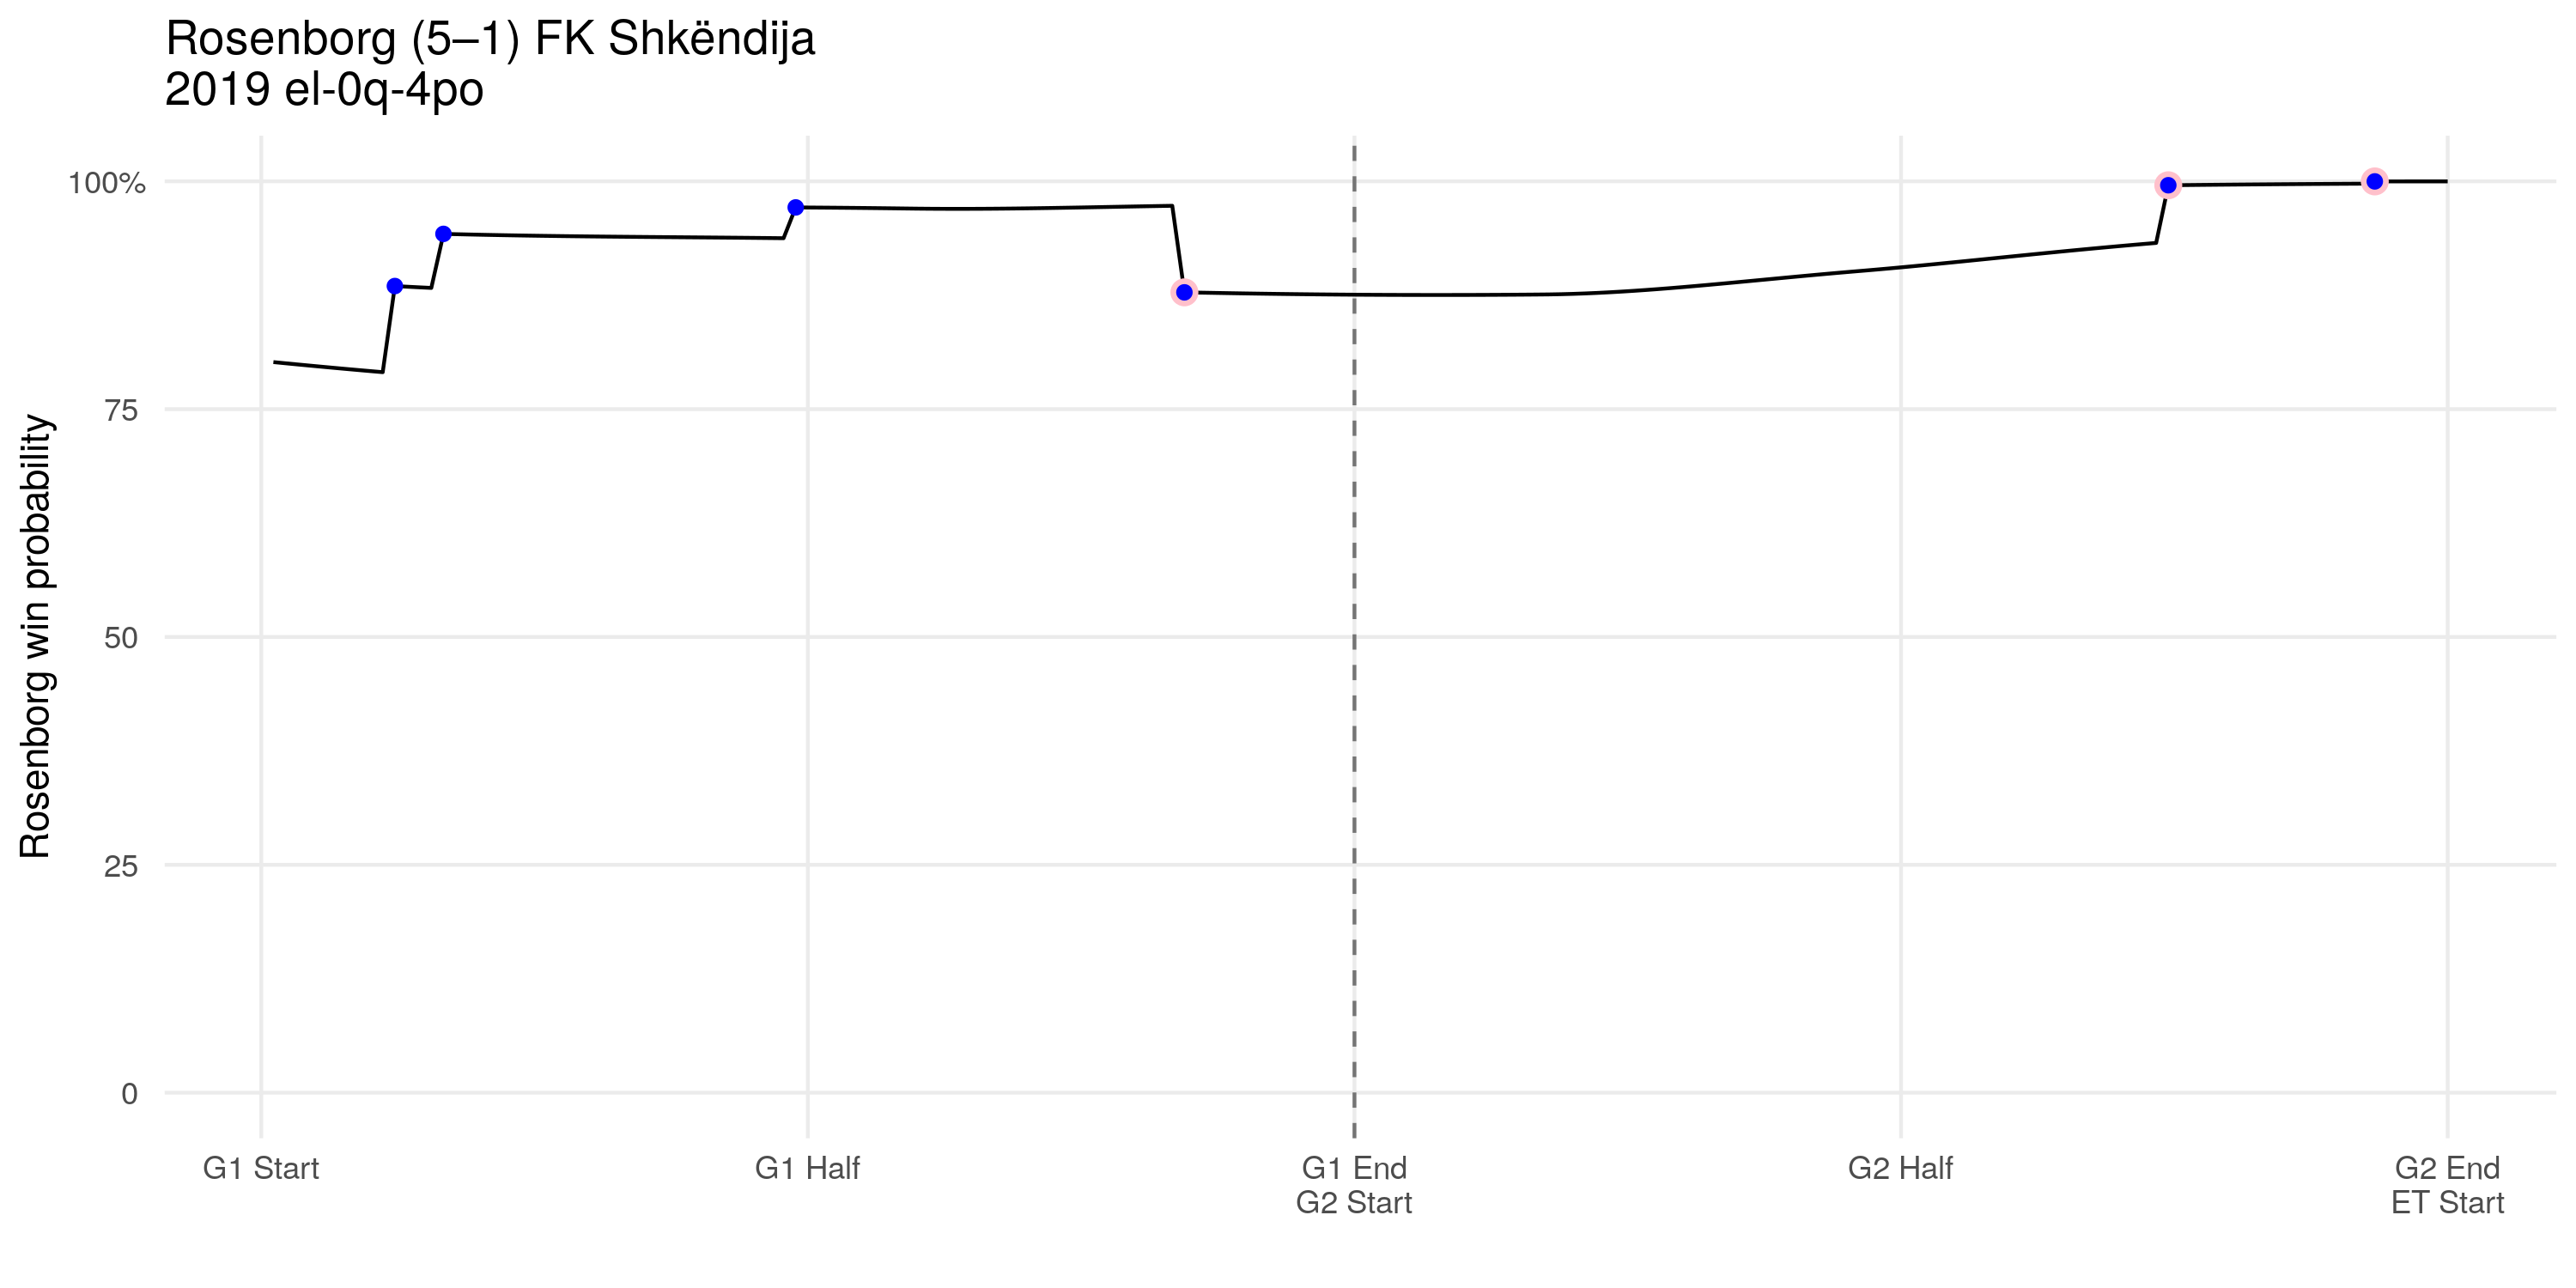 Rosenborg (5–1) FK Shkëndija
2019 el-0q-4po
Rosenborg win probability
100%
75
50
25
0
G1 Start
G1 Half
G1 End
G2 Start
G2 Half
G2 End
ET Start